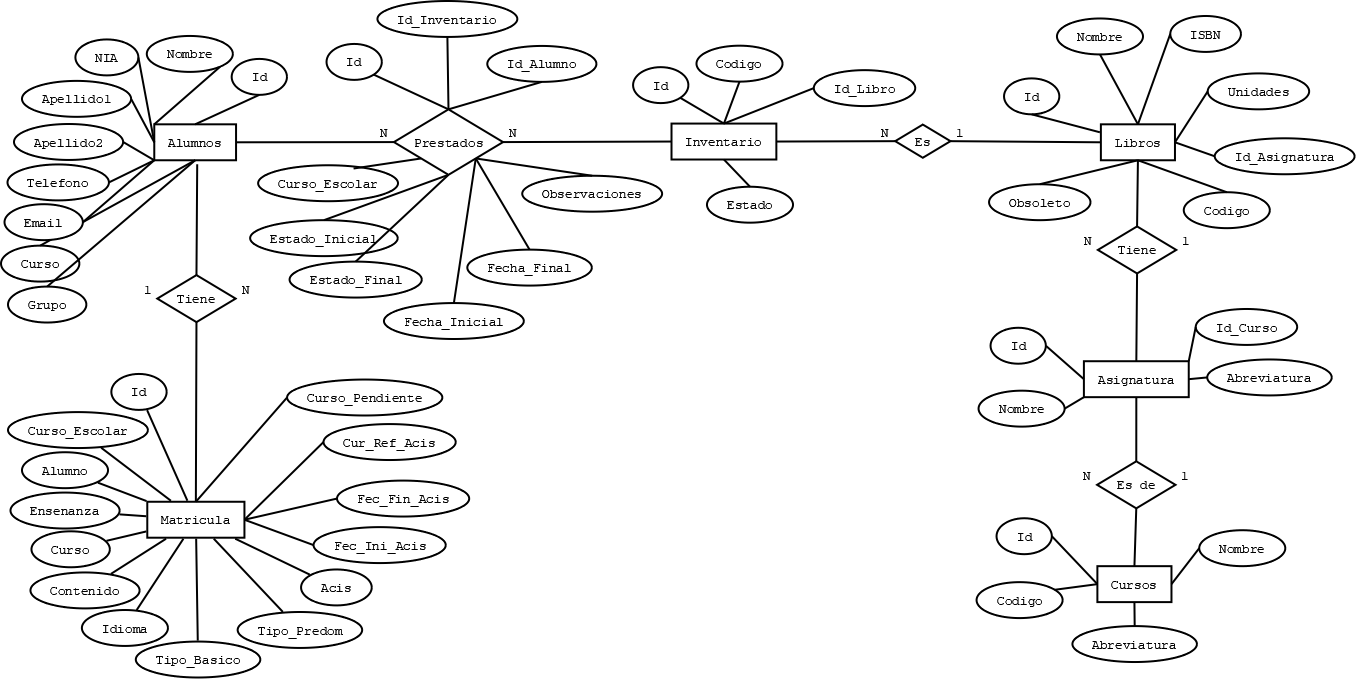 Id_Inventario
Nombre
ISBN
NIA
Nombre
Id
Id
Id_Alumno
Id
Codigo
Id_Libro
Id
Unidades
Apellido1
Apellido2
Alumnos
N
Prestados
N
Inventario
N
Es
1
Libros
Id_Asignatura
Telefono
Curso_Escolar
Observaciones
Estado
Obsoleto
Codigo
Email
Estado_Inicial
N
Tiene
1
Curso
Estado_Final
Fecha_Final
Grupo
1
Tiene
N
Fecha_Inicial
Id_Curso
Id
Asignatura
Abreviatura
Nombre
Id
Curso_Pendiente
Curso_Escolar
Cur_Ref_Acis
Alumno
N
Es de
1
Ensenanza
Fec_Fin_Acis
Matricula
Curso
Fec_Ini_Acis
Id
Nombre
Contenido
Acis
Cursos
Codigo
Idioma
Tipo_Predom
Abreviatura
Tipo_Basico